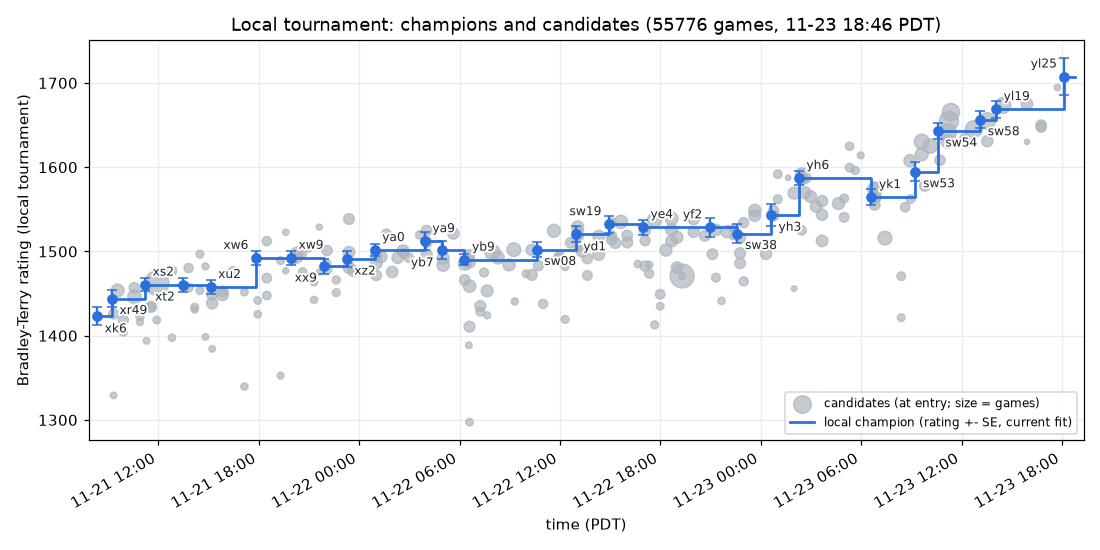 Local tournament: champions and candidates (55776 games, 11-23 18:46 PDT)
Bradley-Terry rating (local tournament)
1700
1600
1500
1400
1300
xk6
xr49
xs2
xt2
xu2
xw6
xx9
xw9
xz2
ya0
yb7
ya9
yb9
sw08
yd1
sw19
ye4
yf2
sw38
yh3
yh6
yk1
sw53
sw54
sw58
yl19
yl25
candidates (at entry; size = games)
local champion (rating +- SE, current fit)
11-21 12:00
11-21 18:00
11-22 00:00
11-22 06:00
11-22 12:00
11-22 18:00
11-23 00:00
11-23 06:00
11-23 12:00
11-23 18:00
time (PDT)